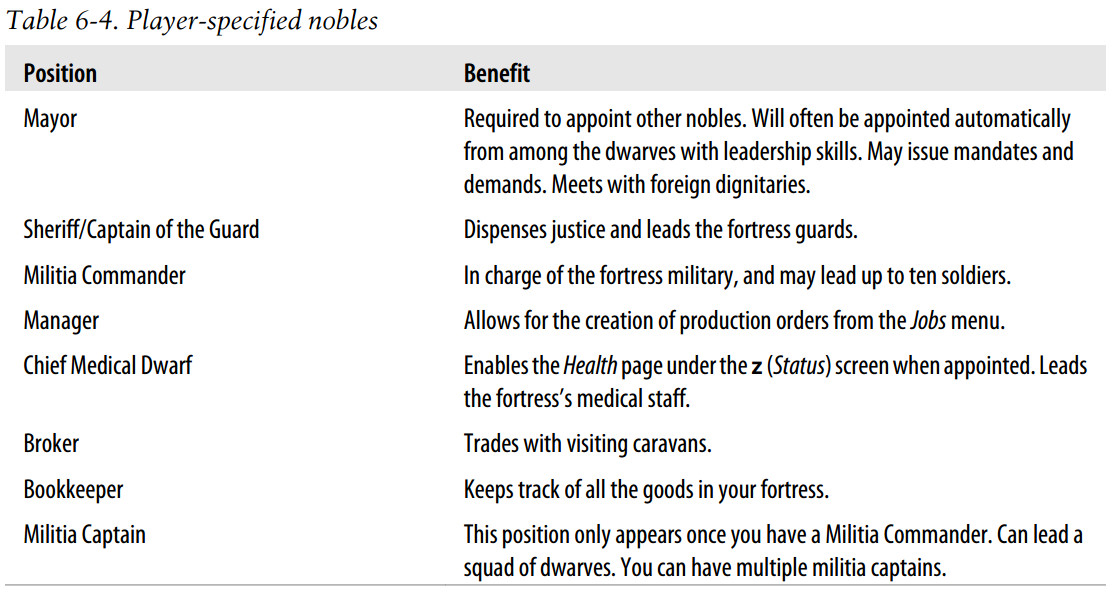 Table 6-4. Player-specified nobles
Position Benefit
Mayor Required to appoint other nobles. Will often be appointed automatically
from among the dwarves with leadership skills. May issue mandates and
demands. Meets with foreign dignitaries.
Sheriff/Captain of the Guard Dispenses justice and leads the fortress guards.
Militia Commander In charge of the fortress military, and may lead up to ten soldiers.
Manager Allows for the creation of production orders from the Jobs menu.
Chief Medical Dwarf Enables the Health page under the z (Status) screen when appointed. Leads
the fortress’s medical staff.
Broker Trades with visiting caravans.
Bookkeeper Keeps track of all the goods in your fortress.
Militia Captain This position only appears once you have a Militia Commander. Can lead a
squad of dwarves. You can have multiple militia captains.